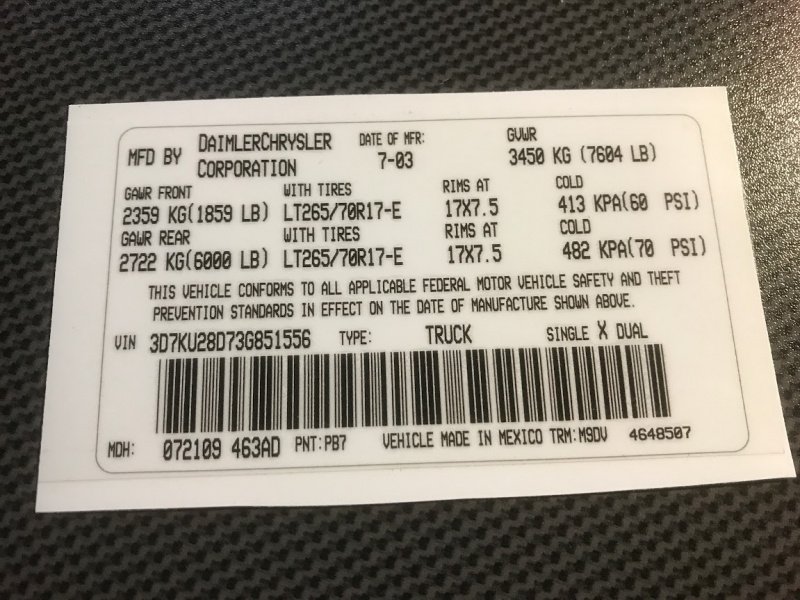 MFD BY DAIMLERCHRYSLER CORPORATION DATE OF MFR: 7-03 GVWR 3450 KG (7604 LB)
GAWR FRONT WITH TIRES RIMS AT COLD
2359 KG(1859 LB) LT265/70R17-E 17X7.5 413 KPA(60 PSI)
GAWR REAR WITH TIRES RIMS AT COLD
2722 KG(6000 LB) LT265/70R17-E 17X7.5 482 KPA(70 PSI)
THIS VEHICLE CONFORMS TO ALL APPLICABLE FEDERAL MOTOR VEHICLE SAFETY AND THEFT
PREVENTION STANDARDS IN EFFECT ON THE DATE OF MANUFACTURE SHOWN ABOVE.
VIN 3D7KU28D73G851556 TYPE: TRUCK SINGLE X DUAL
MDH: 072109 463AD PNT:PB7 VEHICLE MADE IN MEXICO TRM:M9DV 4648507